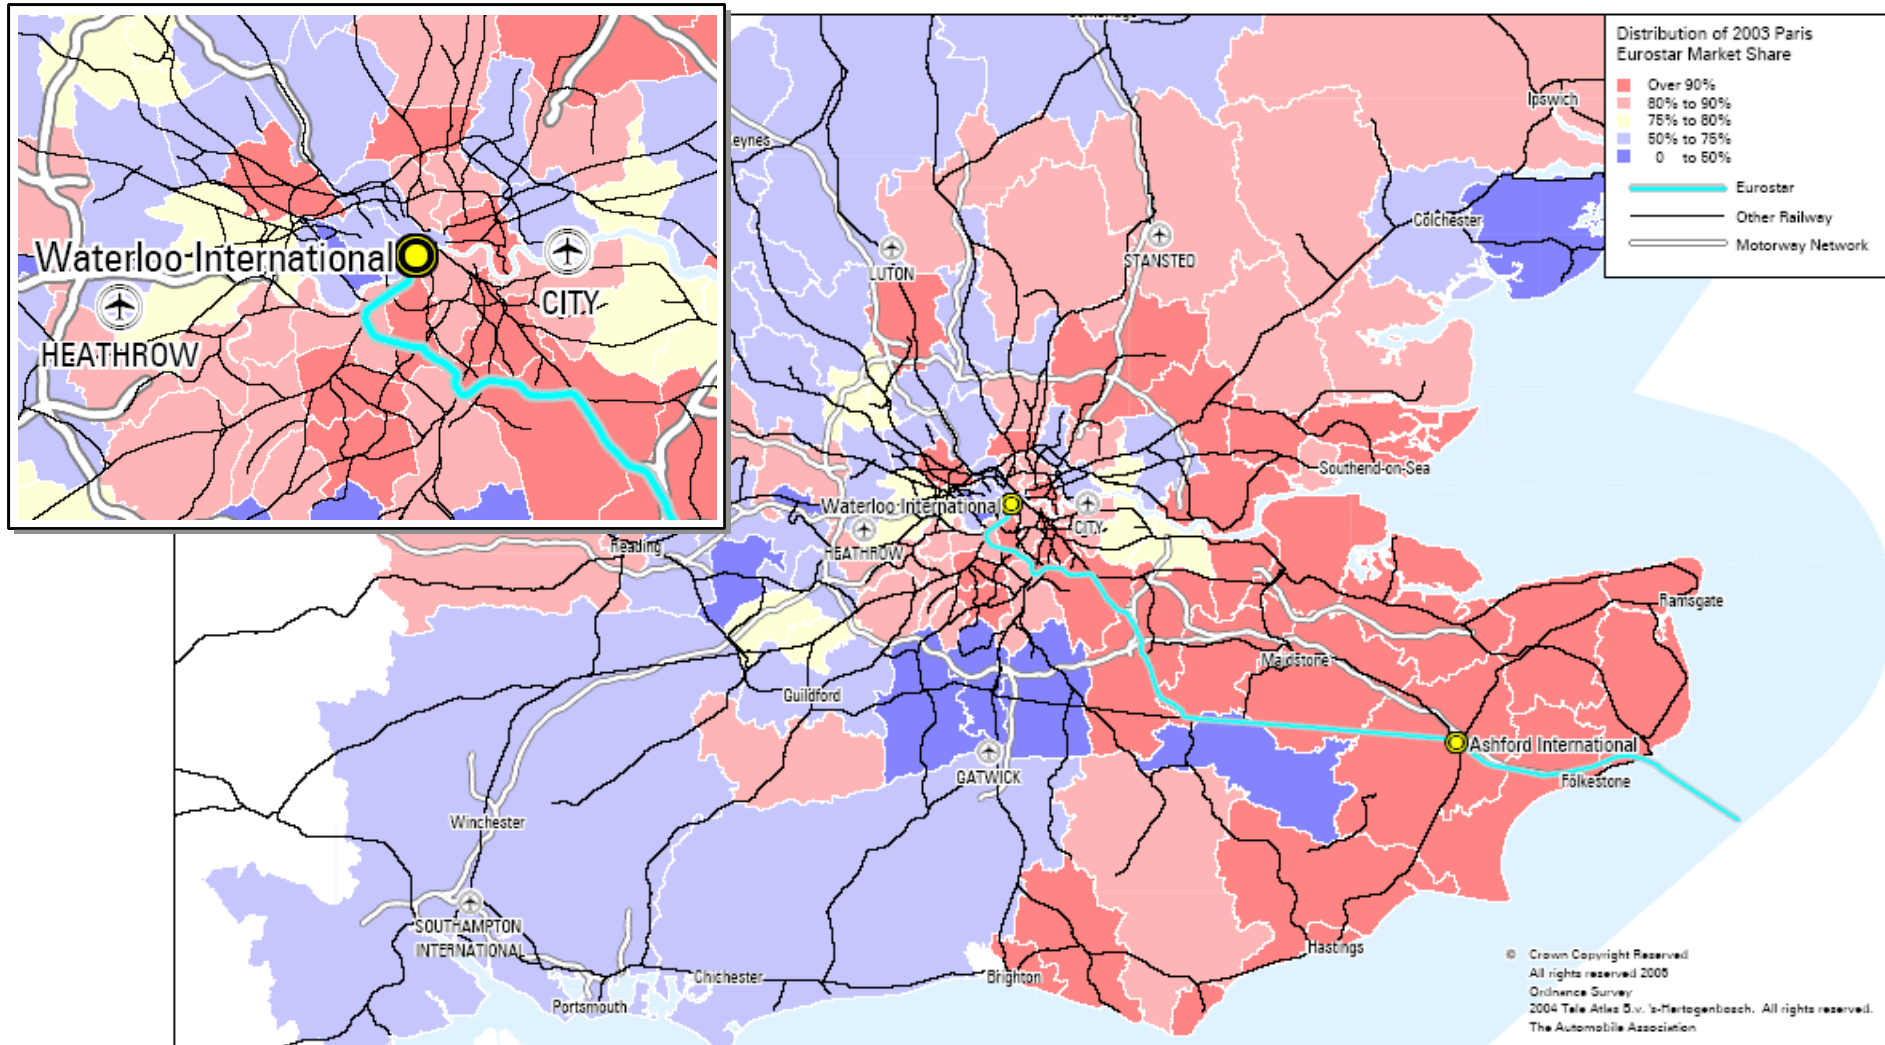 Waterloo International
CITY
HEATHROW
Distribution of 2003 Paris
Eurostar Market Share
Over 90%
80% to 90%
75% to 80%
50% to 75%
0 to 50%
Eurostar
Other Railway
Motorway Network
Ipswich
eynes
Colchester
LUTON
STANSTED
Southend-on-Sea
Waterloo International
CITY
HEATHROW
Reading
Ramsgate
Maidstone
Guildford
Ashford International
GATWICK
Folkestone
Winchester
SOUTHAMPTON
INTERNATIONAL
Hastings
Chichester
Brighton
Portsmouth
© Crown Copyright Reserved
All rights reserved 2006
Ordnance Survey
2004 Tele Atlas B.v. 's-Hertogenbosch. All rights reserved.
The Automobile Association